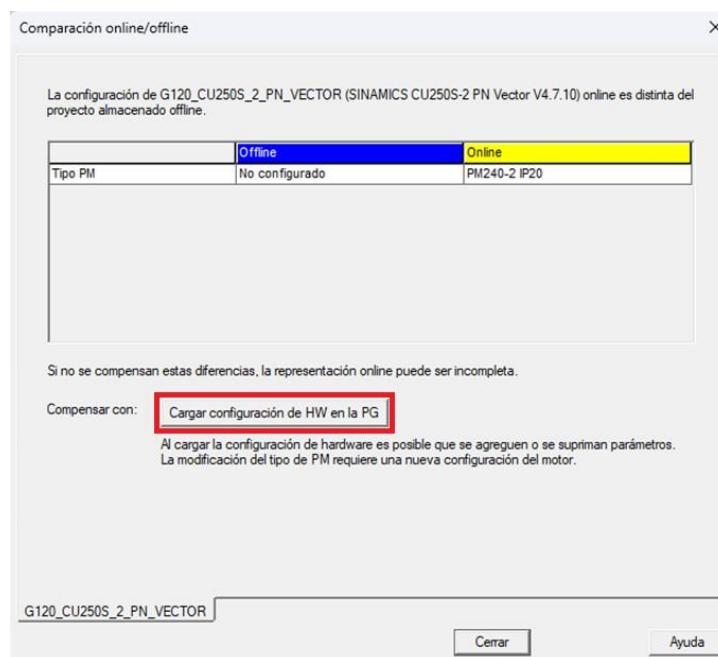 Comparación online/offline
La configuración de G120_CU250S_2_PN_VECTOR (SINAMICS CU250S-2 PN Vector V4.7.10) online es distinta del
proyecto almacenado offline.
Offline Online
Tipo PM No configurado PM240-2 IP20
Si no se compensan estas diferencias, la representación online puede ser incompleta.
Compensar con: Cargar configuración de HW en la PG
Al cargar la configuración de hardware es posible que se agreguen o se supriman parámetros.
La modificación del tipo de PM requiere una nueva configuración del motor.
G120_CU250S_2_PN_VECTOR
Cerrar Ayuda